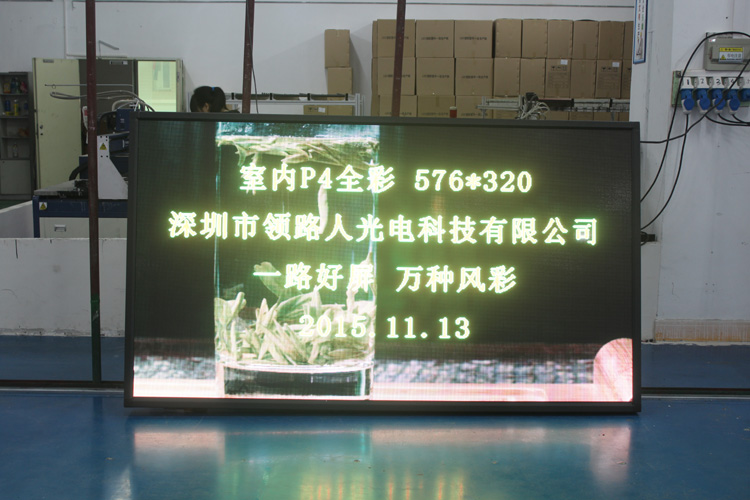 室内P4全彩 576*320
深圳市领路人光电科技有限公司
一路好屏 万种风彩
2015.11.13